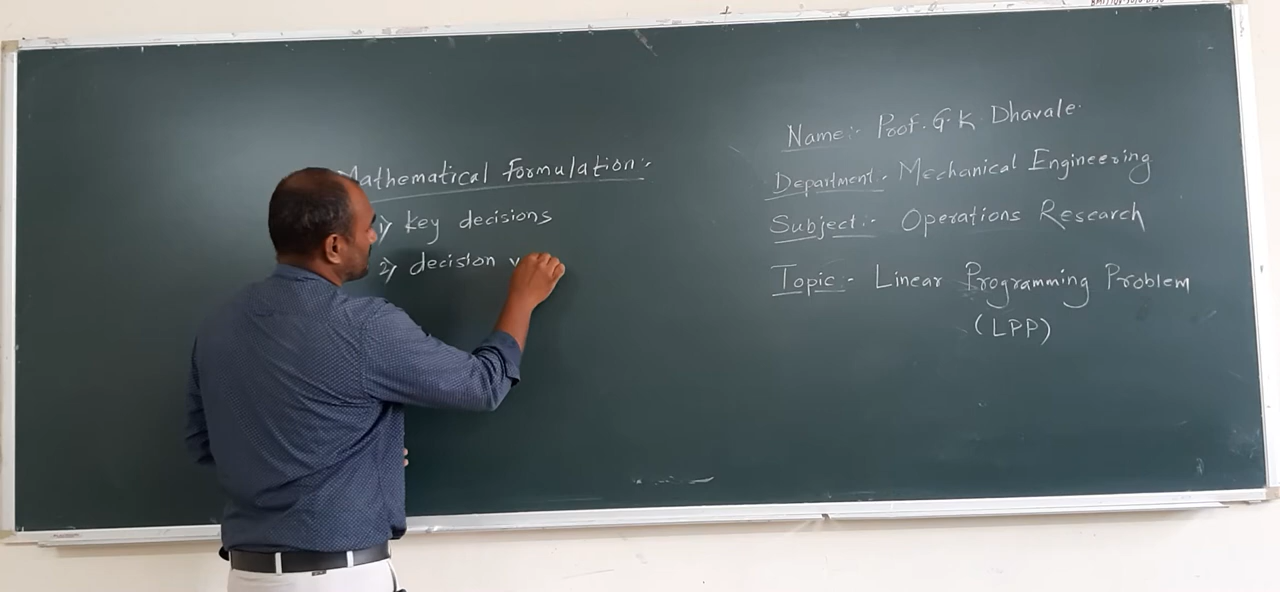 Mathematical Formulation:-
1) key decisions
2) decision v
Name:- Prof. G. K. Dhavale.
Department:- Mechanical Engineering
Subject:- Operations Research
Topic:- Linear Programming Problem
(LPP)